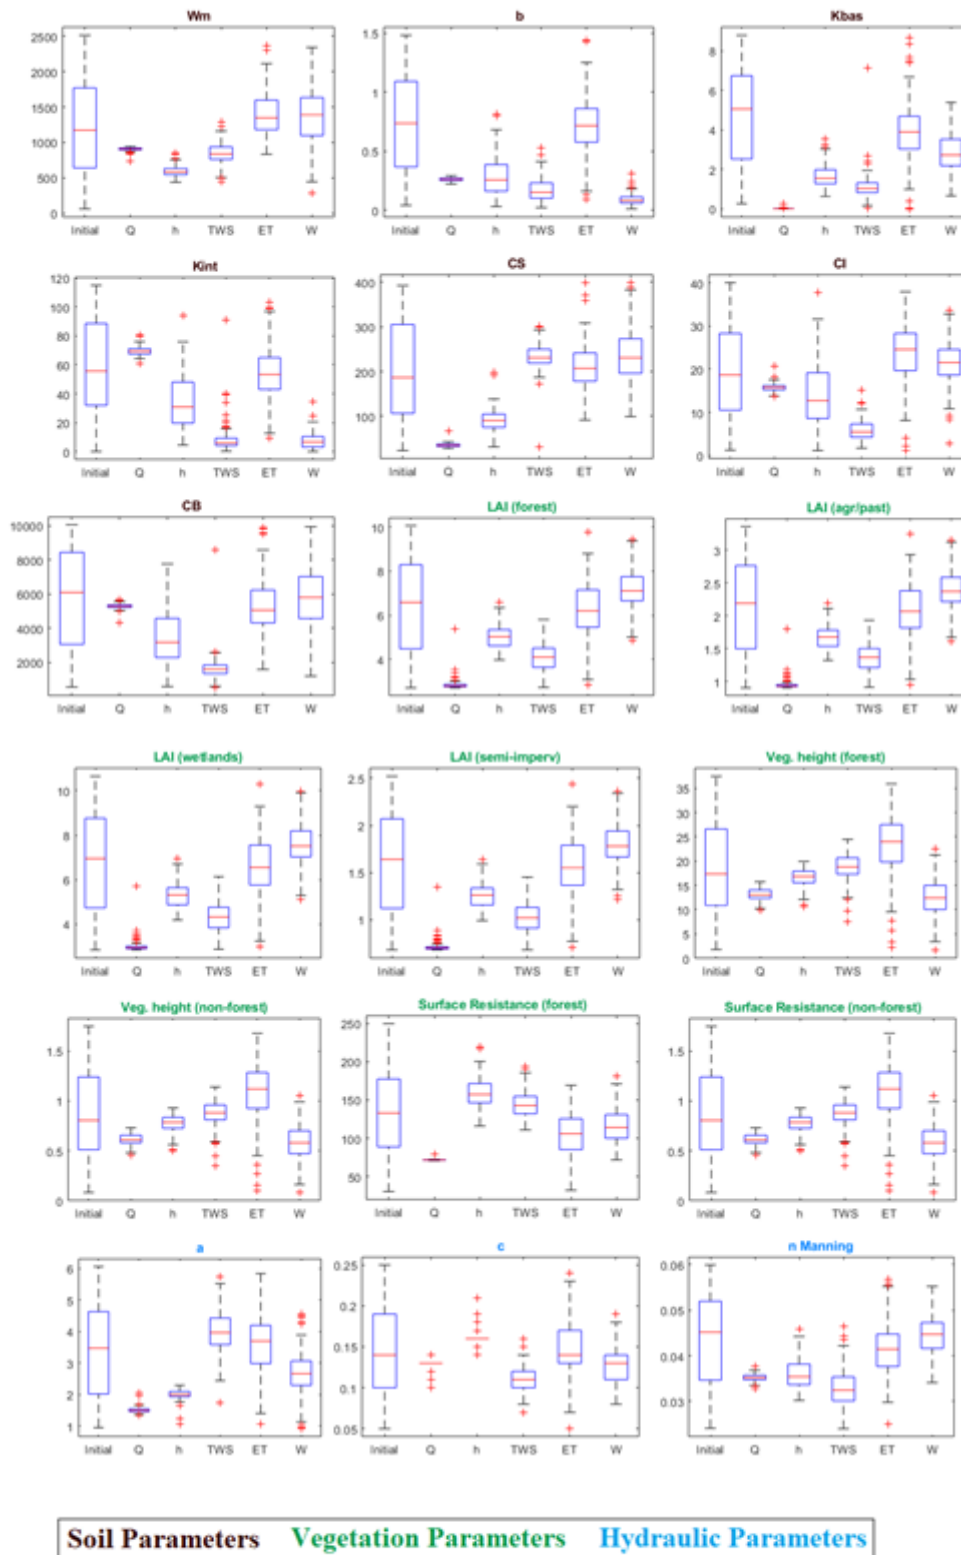 Wm b Kbas
2500 1.5 8
2000 6
1500 1 4
1000 0.5 2
500
0 0 0
Initial Q h TWS ET W Initial Q h TWS ET W Initial Q h TWS ET W
Kint CS CI
120 400 40
100
80 300 30
60 200 20
40
20 100 10
0 0
Initial Q h TWS ET W Initial Q h TWS ET W Initial Q h TWS ET W
CB LAI (forest) LAI (agr/past)
10000 10 3
8000 8 2.5
6000 6 2
4000 1.5
2000 4 1
Initial Q h TWS ET W Initial Q h TWS ET W Initial Q h TWS ET W
LAI (wetlands) LAI (semi-imperv) Veg. height (forest)
10 2.5 35
8 2 30
25
6 1.5 20
15
4 1 10
5
0
Initial Q h TWS ET W Initial Q h TWS ET W Initial Q h TWS ET W
Veg. height (non-forest) Surface Resistance (forest) Surface Resistance (non-forest)
1.5 250 1.5
200
1 150 1
0.5 100 0.5
0 50 0
Initial Q h TWS ET W Initial Q h TWS ET W Initial Q h TWS ET W
a c n Manning
6 0.25 0.06
5 0.2 0.05
4
3 0.15 0.04
2 0.1 0.03
1 0.05
Initial Q h TWS ET W Initial Q h TWS ET W Initial Q h TWS ET W
Soil Parameters Vegetation Parameters Hydraulic Parameters